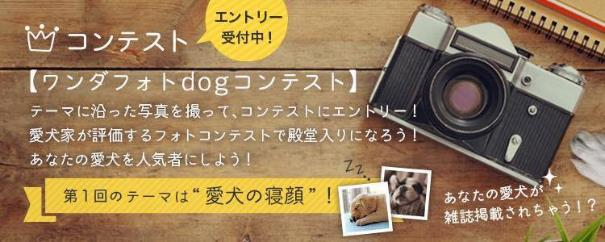 エントリー
受付中！
コンテスト
【ワンダフォトdogコンテスト】
テーマに沿った写真を撮って、コンテストにエントリー！
愛犬家が評価するフォトコンテストで殿堂入りになろう！
あなたの愛犬を人気者にしよう！
第1回のテーマは“愛犬の寝顔”！
zz..
あなたの愛犬が
雑誌掲載されちゃう！？